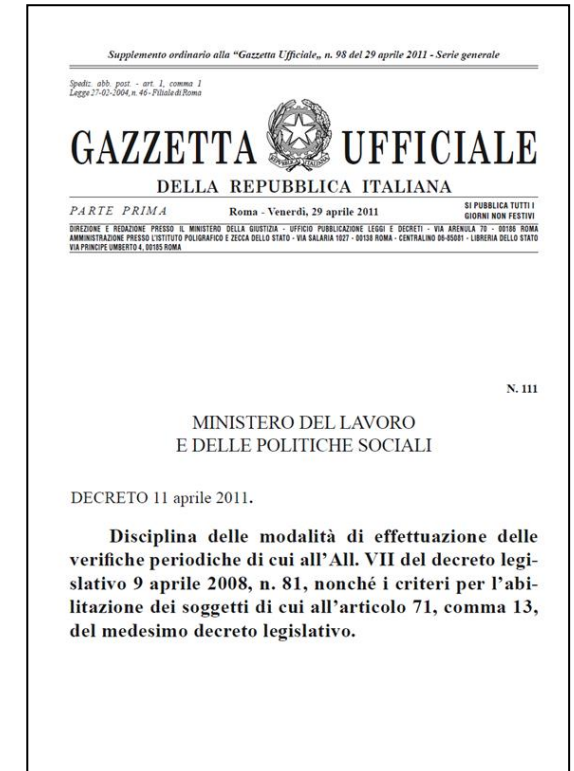 Supplemento ordinario alla “Gazzetta Ufficiale„ n. 98 del 29 aprile 2011 - Serie generale
Spediz. abb. post. - art. 1, comma 1
Legge 27-02-2004, n. 46 - Filiale di Roma
GAZZETTA UFFICIALE
DELLA REPUBBLICA ITALIANA
PARTE PRIMA
Roma - Venerdì, 29 aprile 2011
SI PUBBLICA TUTTI I
GIORNI NON FESTIVI
DIREZIONE E REDAZIONE PRESSO IL MINISTERO DELLA GIUSTIZIA - UFFICIO PUBBLICAZIONE LEGGI E DECRETI - VIA ARENULA 70 - 00186 ROMA
AMMINISTRAZIONE PRESSO L'ISTITUTO POLIGRAFICO E ZECCA DELLO STATO - VIA SALARIA 1027 - 00138 ROMA - CENTRALINO 06-85081 - LIBRERIA DELLO STATO
VIA PRINCIPE UMBERTO 4, 00185 ROMA
N. 111
MINISTERO DEL LAVORO
E DELLE POLITICHE SOCIALI
DECRETO 11 aprile 2011.
Disciplina delle modalità di effettuazione delle
verifiche periodiche di cui all’All. VII del decreto legi-
slativo 9 aprile 2008, n. 81, nonché i criteri per l’abi-
litazione dei soggetti di cui all’articolo 71, comma 13,
del medesimo decreto legislativo.